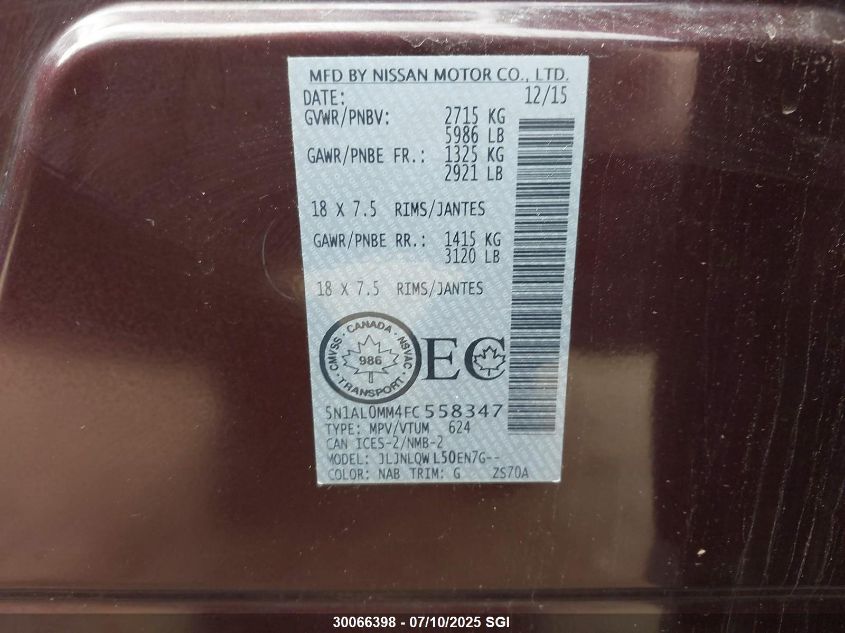 MFD BY NISSAN MOTOR CO., LTD.
DATE: 12/15
GVWR/PNBV: 2715 KG
5986 LB
GAWR/PNBE FR.: 1325 KG
2921 LB
18 X 7.5 RIMS/JANTES
GAWR/PNBE RR.: 1415 KG
3120 LB
18 X 7.5 RIMS/JANTES
CMVSS · CANADA · NSVAC · TRANSPORT ·
986
EC
5N1AL0MM4FC558347
TYPE: MPV/VTUM 624
CAN ICES-2/NMB-2
MODEL: JLJNLQWL50EN7G--
COLOR: NAB TRIM: G ZS70A
30066398 - 07/10/2025 SGI